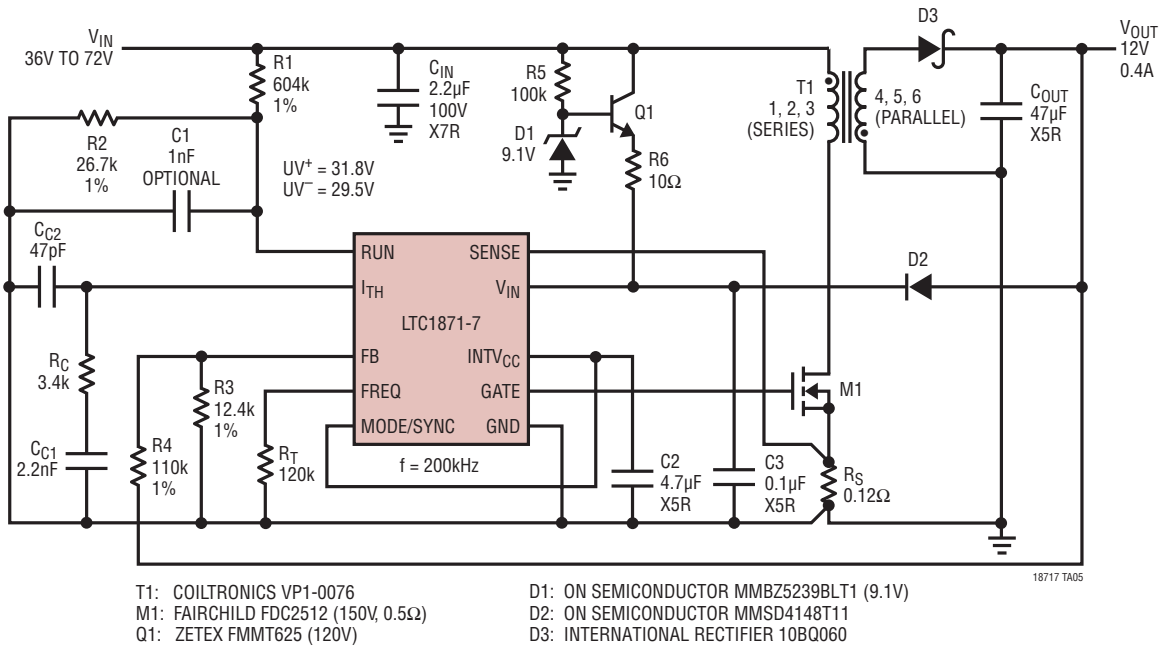 V_IN
36V TO 72V
R1
604k
1%
R2
26.7k
1%
C1
1nF
OPTIONAL
UV⁺ = 31.8V
UV⁻ = 29.5V
C_IN
2.2µF
100V
X7R
R5
100k
D1
9.1V
Q1
R6
10Ω
T1
1, 2, 3
(SERIES)
4, 5, 6
(PARALLEL)
D3
C_OUT
47µF
X5R
V_OUT
12V
0.4A
C_C2
47pF
R_C
3.4k
C_C1
2.2nF
R4
110k
1%
R3
12.4k
1%
R_T
120k
RUN
I_TH
FB
FREQ
MODE/SYNC
LTC1871-7
SENSE
V_IN
INTV_CC
GATE
GND
f = 200kHz
D2
M1
C2
4.7µF
X5R
C3
0.1µF
X5R
R_S
0.12Ω
18717 TA05
T1: COILTRONICS VP1-0076
M1: FAIRCHILD FDC2512 (150V, 0.5Ω)
Q1: ZETEX FMMT625 (120V)
D1: ON SEMICONDUCTOR MMBZ5239BLT1 (9.1V)
D2: ON SEMICONDUCTOR MMSD4148T11
D3: INTERNATIONAL RECTIFIER 10BQ060